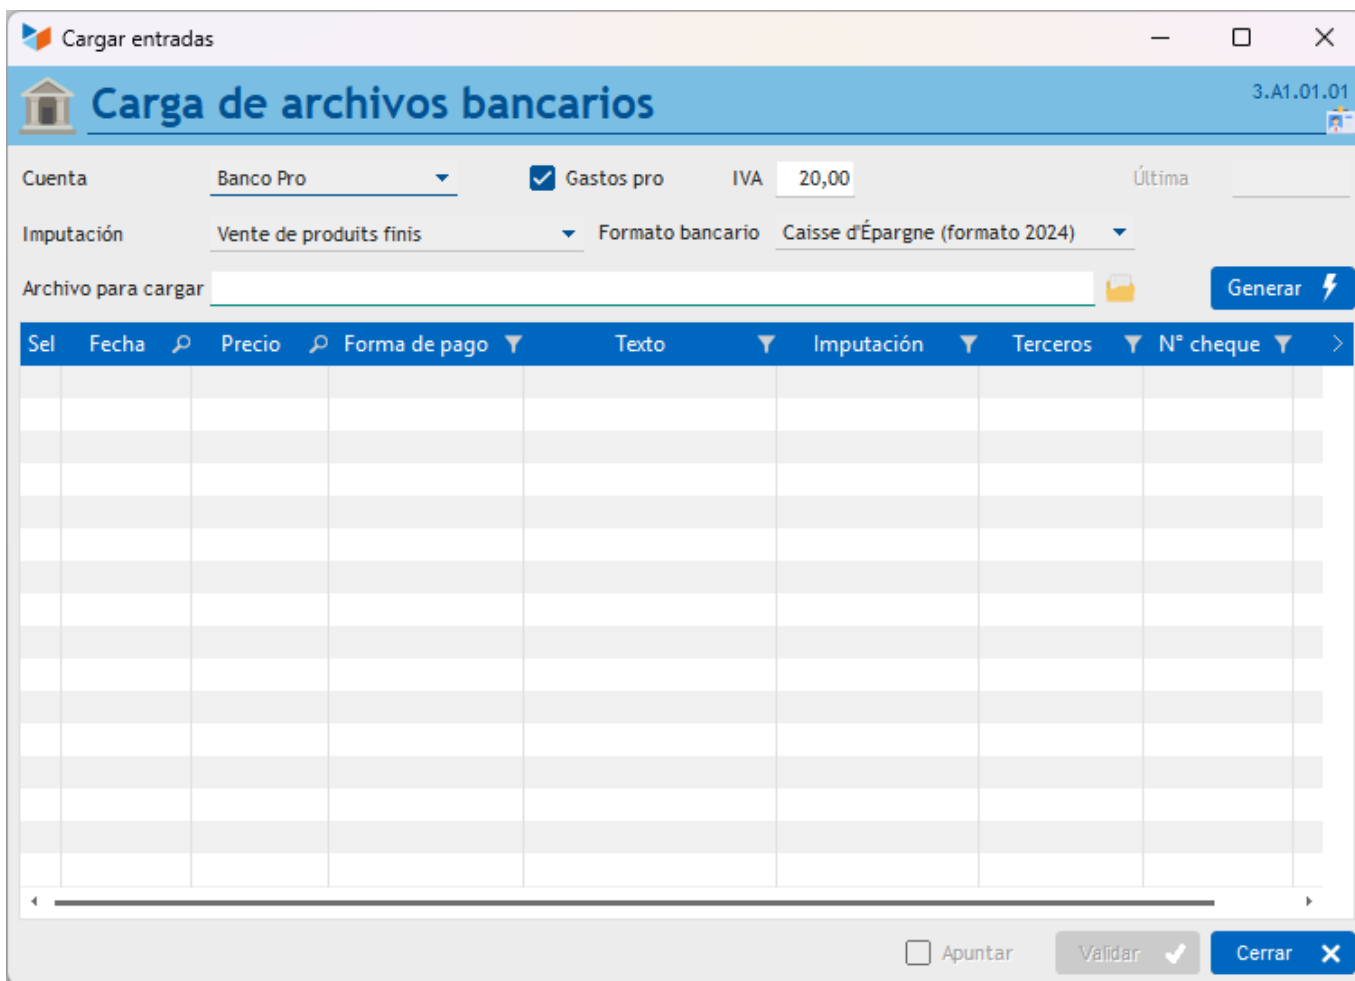 Cargar entradas
Carga de archivos bancarios
3.A1.01.01
Cuenta Banco Pro Gastos pro IVA 20,00 Última
Imputación Vente de produits finis Formato bancario Caisse d'Épargne (formato 2024)
Archivo para cargar Generar
Sel Fecha Precio Forma de pago Texto Imputación Terceros N° cheque
Apuntar Validar Cerrar